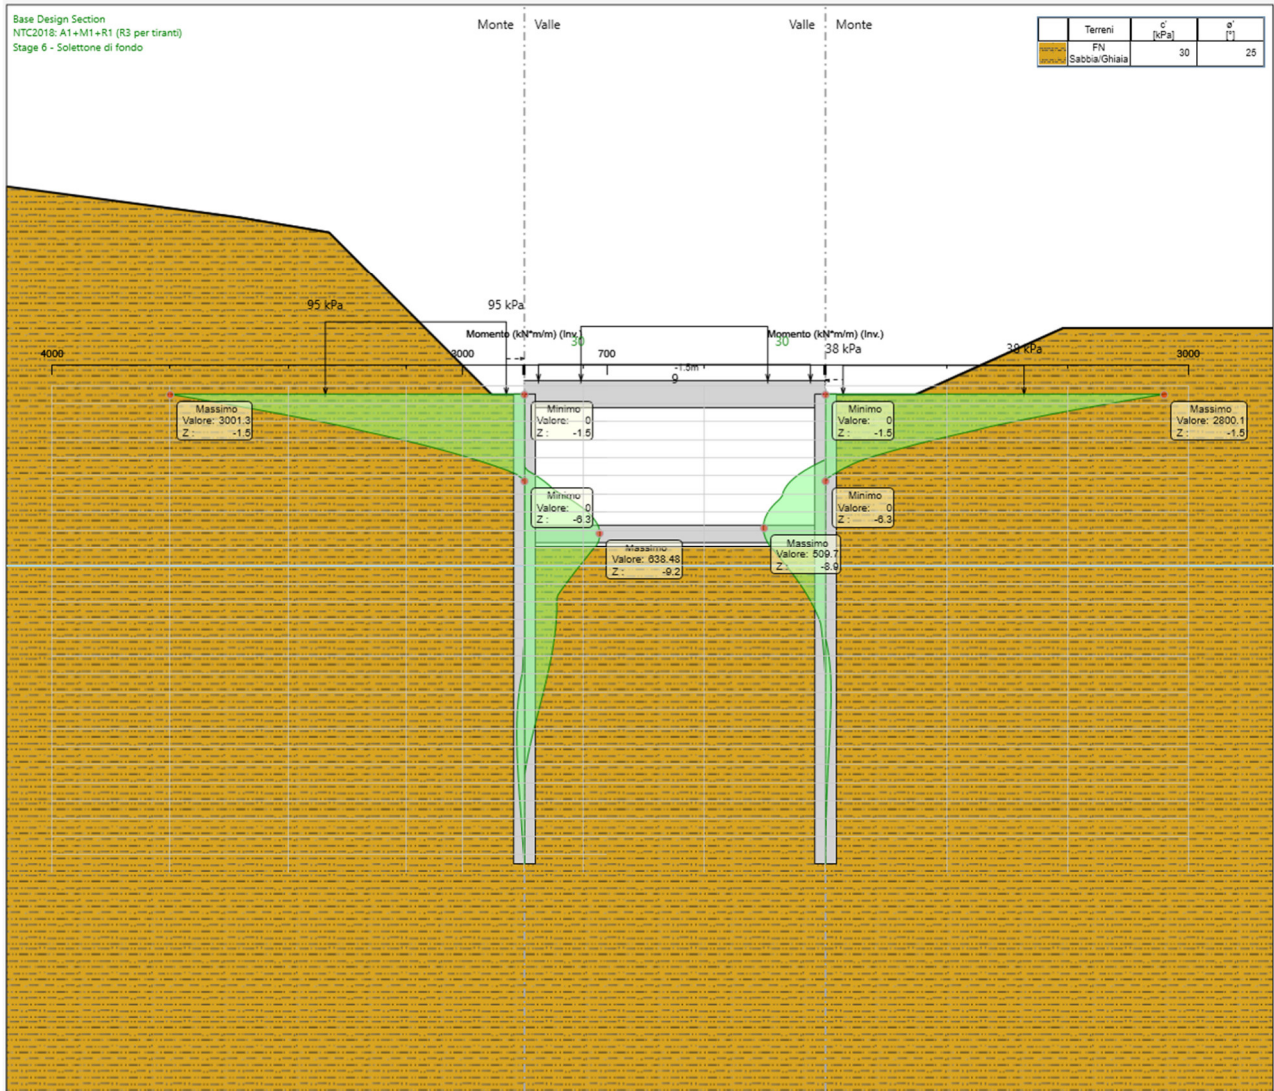 Base Design Section
NTC2018: A1+M1+R1 (R3 per tiranti)
Stage 6 - Solettone di fondo
Monte
Valle
Valle
Monte
Terreni
c'
[kPa]
ø'
[°]
FN
Sabbia/Ghiaia
30
25
95 kPa
95 kPa
Momento (kN*m/m) (Inv.)
Momento (kN*m/m) (Inv.)
30
30
38 kPa
38 kPa
4000
3000
700
3000
-1.5m
9
Massimo
Valore: 3001.3
Z : -1.5
Minimo
Valore: 0
Z : -1.5
Minimo
Valore: 0
Z : -1.5
Massimo
Valore: 2800.1
Z : -1.5
Minimo
Valore: 0
Z : -6.3
Minimo
Valore: 0
Z : -6.3
Massimo
Valore: 638.48
Z : -9.2
Massimo
Valore: 509.7
Z : -8.9